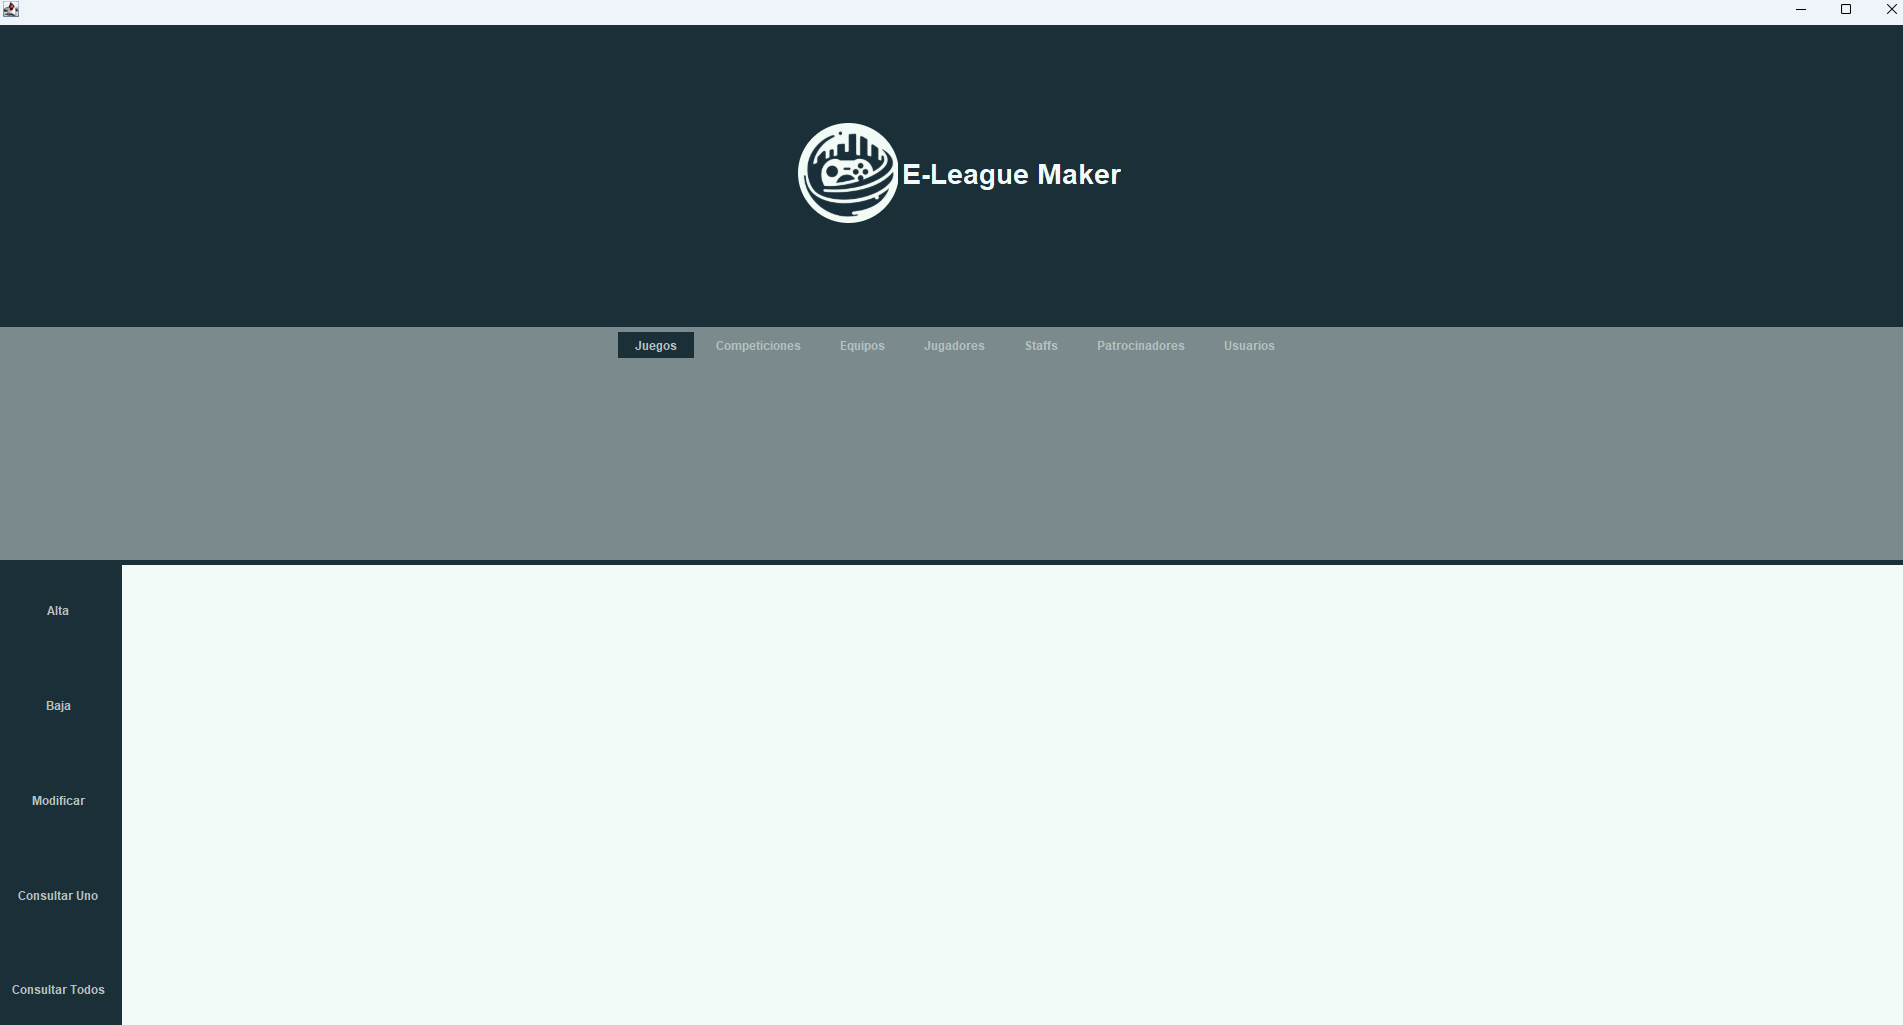 E-League Maker
Juegos Competiciones Equipos Jugadores Staffs Patrocinadores Usuarios
Alta
Baja
Modificar
Consultar Uno
Consultar Todos